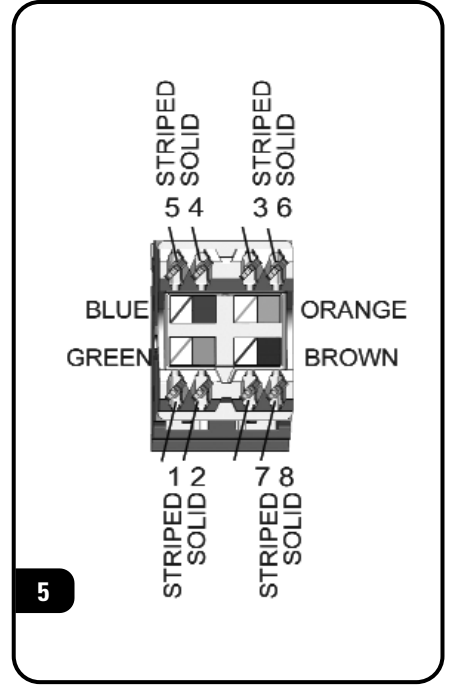 STRIPED
SOLID
STRIPED
SOLID
5 4
3 6
BLUE
ORANGE
GREEN
BROWN
1 2
7 8
STRIPED
SOLID
STRIPED
SOLID
5